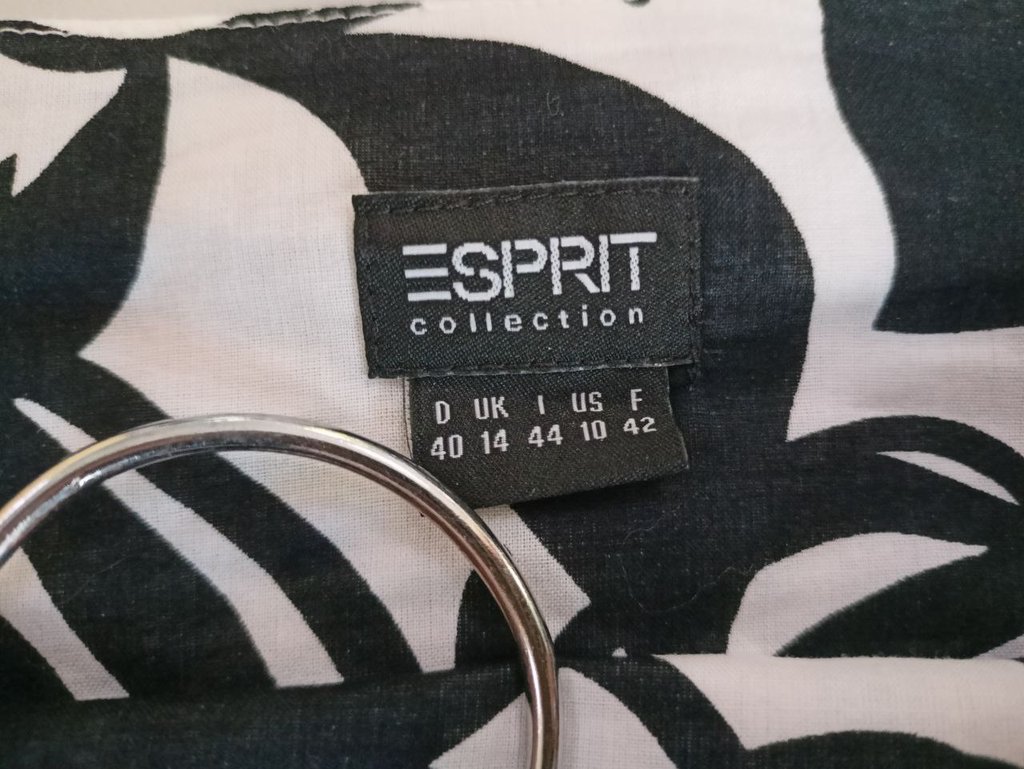 ESPRIT
collection
D UK I US F
40 14 44 10 42